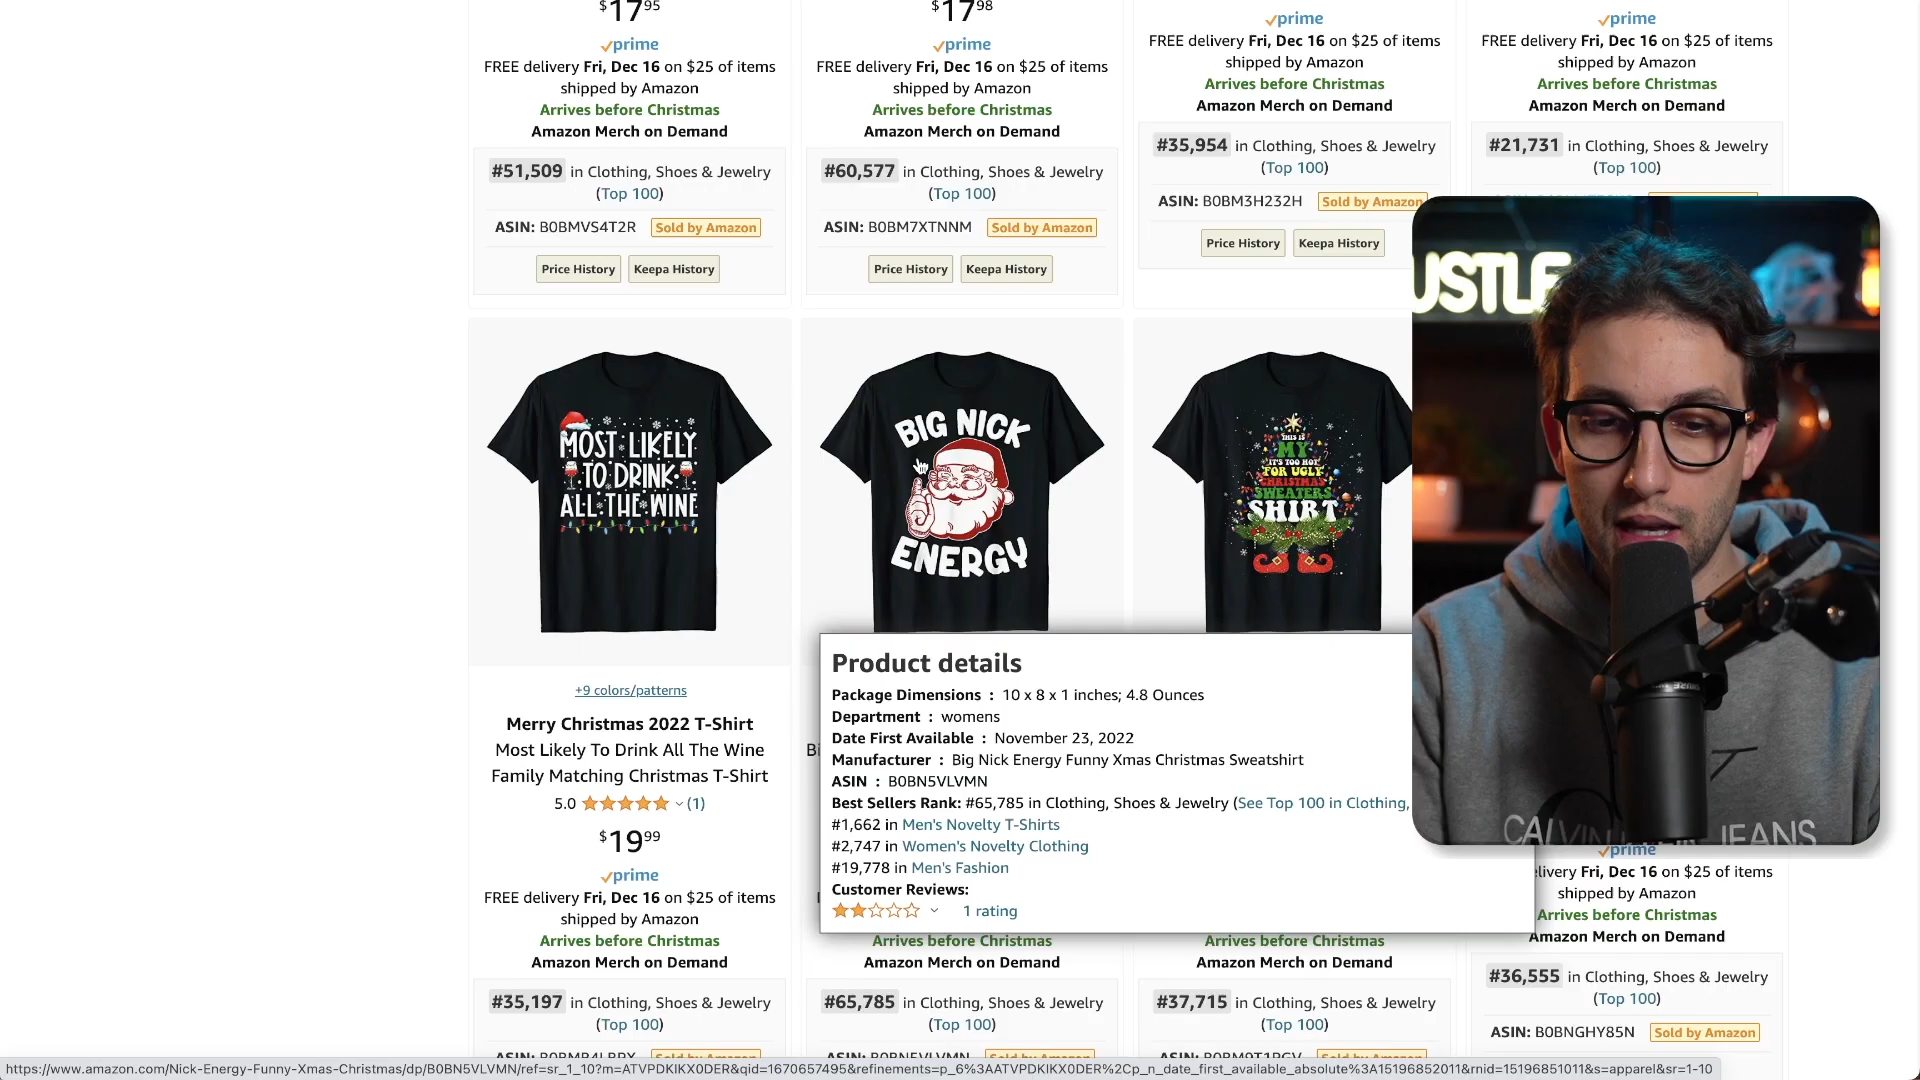 $17 95
prime
FREE delivery Fri, Dec 16 on $25 of items
shipped by Amazon
Arrives before Christmas
Amazon Merch on Demand
#51,509 in Clothing, Shoes & Jewelry
(Top 100)
ASIN: B0BMVS4T2R Sold by Amazon
Price History Keepa History
$17 98
prime
FREE delivery Fri, Dec 16 on $25 of items
shipped by Amazon
Arrives before Christmas
Amazon Merch on Demand
#60,577 in Clothing, Shoes & Jewelry
(Top 100)
ASIN: B0BM7XTNNM Sold by Amazon
Price History Keepa History
prime
FREE delivery Fri, Dec 16 on $25 of items
shipped by Amazon
Arrives before Christmas
Amazon Merch on Demand
#35,954 in Clothing, Shoes & Jewelry
(Top 100)
ASIN: B0BM3H232H Sold by Amazon
Price History Keepa History
prime
FREE delivery Fri, Dec 16 on $25 of items
shipped by Amazon
Arrives before Christmas
Amazon Merch on Demand
#21,731 in Clothing, Shoes & Jewelry
(Top 100)
USTLE
MOST LIKELY
TO DRINK
ALL THE WINE
BIG NICK
ENERGY
THIS IS
MY
IT'S TOO HOT
FOR UGLY
CHRISTMAS
SWEATERS
SHIRT
CALVIN KLEIN JEANS
+9 colors/patterns
Merry Christmas 2022 T-Shirt
Most Likely To Drink All The Wine
Family Matching Christmas T-Shirt
5.0 (1)
$19 99
prime
FREE delivery Fri, Dec 16 on $25 of items
shipped by Amazon
Arrives before Christmas
Amazon Merch on Demand
#35,197 in Clothing, Shoes & Jewelry
(Top 100)
Bi
Product details
Package Dimensions : 10 x 8 x 1 inches; 4.8 Ounces
Department : womens
Date First Available : November 23, 2022
Manufacturer : Big Nick Energy Funny Xmas Christmas Sweatshirt
ASIN : B0BN5VLVMN
Best Sellers Rank: #65,785 in Clothing, Shoes & Jewelry (See Top 100 in Clothing,
#1,662 in Men's Novelty T-Shirts
#2,747 in Women's Novelty Clothing
#19,778 in Men's Fashion
Customer Reviews:
1 rating
Arrives before Christmas
Amazon Merch on Demand
#65,785 in Clothing, Shoes & Jewelry
(Top 100)
ASIN: B0BN5VLVMN Sold by Amazon
Arrives before Christmas
Amazon Merch on Demand
#37,715 in Clothing, Shoes & Jewelry
(Top 100)
prime
elivery Fri, Dec 16 on $25 of items
shipped by Amazon
Arrives before Christmas
Amazon Merch on Demand
#36,555 in Clothing, Shoes & Jewelry
(Top 100)
ASIN: B0BNGHY85N Sold by Amazon
https://www.amazon.com/Nick-Energy-Funny-Xmas-Christmas/dp/B0BN5VLVMN/ref=sr_1_10?m=ATVPDKIKX0DER&qid=1670657495&refinements=p_6%3AATVPDKIKX0DER%2Cp_n_date_first_available_absolute%3A15196852011&rnid=15196851011&s=apparel&sr=1-10